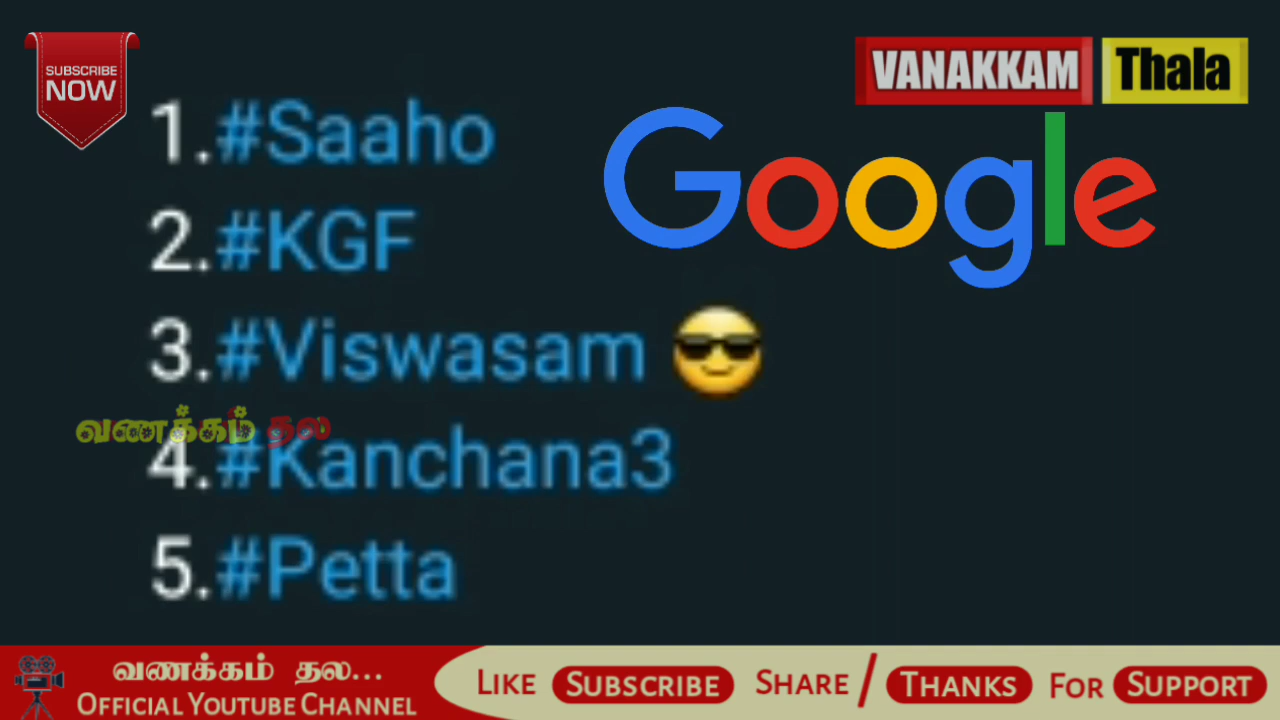 SUBSCRIBE
NOW
VANAKKAM Thala
1.#Saaho
Google
2.#KGF
3.#Viswasam 😎
வணக்கம் தல
4.#Kanchana3
5.#Petta
வணக்கம் தல...
OFFICIAL YOUTUBE CHANNEL
LIKE SUBSCRIBE SHARE / THANKS FOR SUPPORT